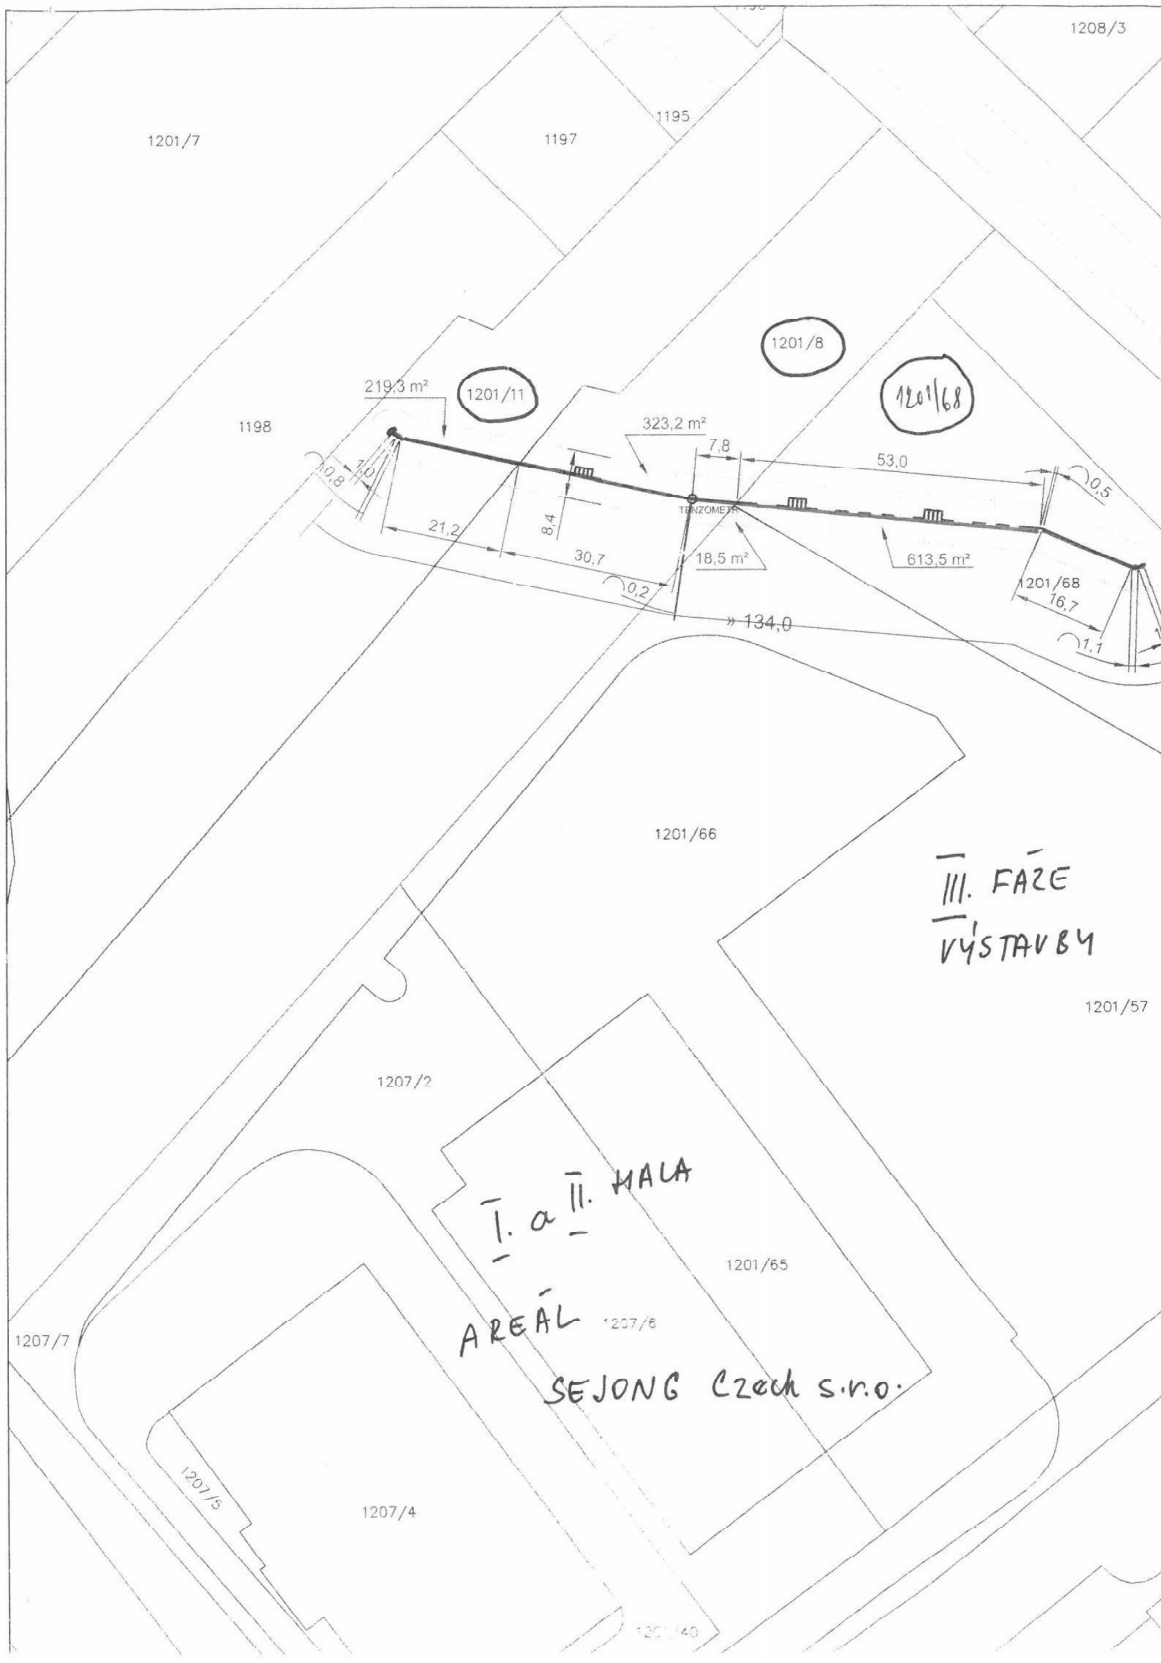 1208/3
1195
1201/7
1197
1201/8
219,3 m²
1201/11
1201/68
1198
323,2 m²
7,8
53,0
0,8
1,0
0,5
8,4
TENZOMETR
21,2
30,7
18,5 m²
613,5 m²
0,2
1201/68
16,7
» 134,0
1,1
1201/66
III. FÁZE
VÝSTAVBY
1201/57
1207/2
I. a II. HALA
1201/65
AREÁL
1207/6
1207/7
SEJONG Czech s.r.o.
1207/5
1207/4